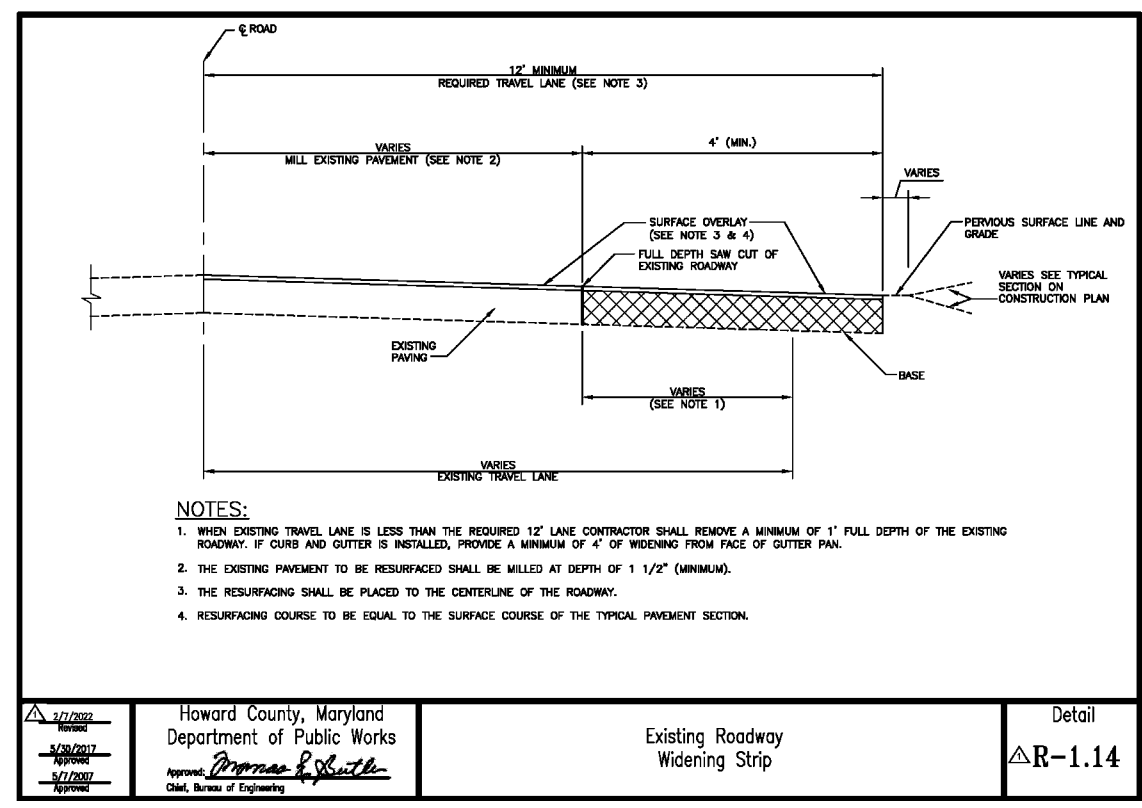 ℄ ROAD
12' MINIMUM
REQUIRED TRAVEL LANE (SEE NOTE 3)
VARIES
MILL EXISTING PAVEMENT (SEE NOTE 2)
4' (MIN.)
VARIES
SURFACE OVERLAY
(SEE NOTE 3 & 4)
FULL DEPTH SAW CUT OF
EXISTING ROADWAY
PERVIOUS SURFACE LINE AND
GRADE
VARIES SEE TYPICAL
SECTION ON
CONSTRUCTION PLAN
EXISTING
PAVING
BASE
VARIES
(SEE NOTE 1)
VARIES
EXISTING TRAVEL LANE
NOTES:
1. WHEN EXISTING TRAVEL LANE IS LESS THAN THE REQUIRED 12' LANE CONTRACTOR SHALL REMOVE A MINIMUM OF 1' FULL DEPTH OF THE EXISTING
ROADWAY. IF CURB AND GUTTER IS INSTALLED, PROVIDE A MINIMUM OF 4' OF WIDENING FROM FACE OF GUTTER PAN.
2. THE EXISTING PAVEMENT TO BE RESURFACED SHALL BE MILLED AT DEPTH OF 1 1/2" (MINIMUM).
3. THE RESURFACING SHALL BE PLACED TO THE CENTERLINE OF THE ROADWAY.
4. RESURFACING COURSE TO BE EQUAL TO THE SURFACE COURSE OF THE TYPICAL PAVEMENT SECTION.
1 2/7/2022
Revised
5/30/2017
Approved
5/7/2007
Approved
Howard County, Maryland
Department of Public Works
Approved: Thomas E. Butler
Chief, Bureau of Engineering
Existing Roadway
Widening Strip
Detail
1 R-1.14